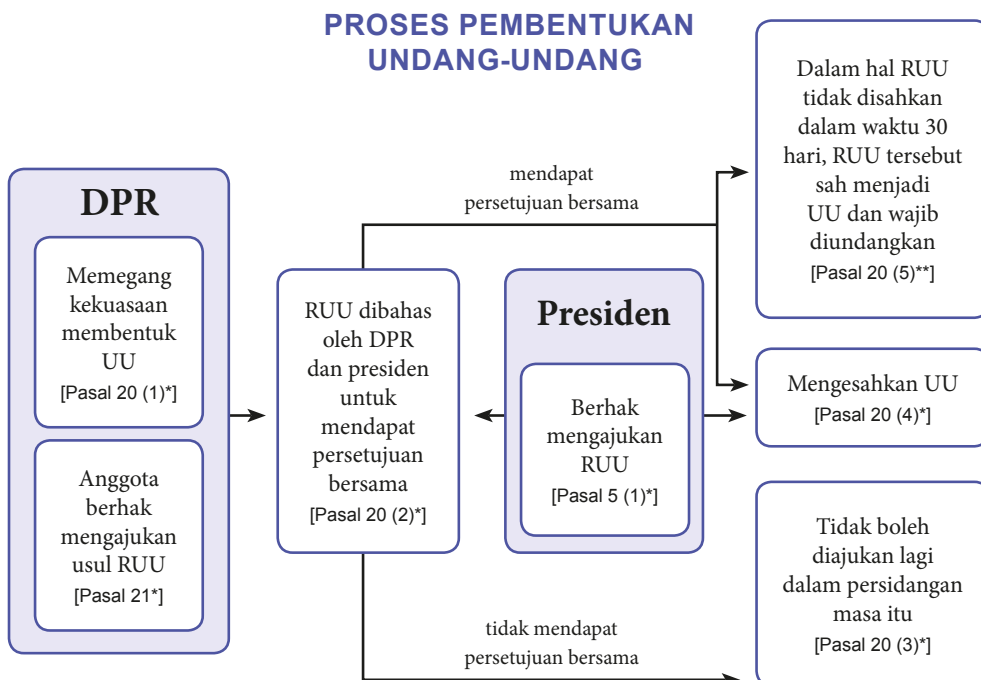 PROSES PEMBENTUKAN
UNDANG-UNDANG
DPR
Memegang
kekuasaan
membentuk
UU
[Pasal 20 (1)*]
Anggota
berhak
mengajukan
usul RUU
[Pasal 21*]
RUU dibahas
oleh DPR
dan presiden
untuk
mendapat
persetujuan
bersama
[Pasal 20 (2)*]
mendapat
persetujuan bersama
Presiden
Berhak
mengajukan
RUU
[Pasal 5 (1)*]
tidak mendapat
persetujuan bersama
Dalam hal RUU
tidak disahkan
dalam waktu 30
hari, RUU tersebut
sah menjadi
UU dan wajib
diundangkan
[Pasal 20 (5)**]
Mengesahkan UU
[Pasal 20 (4)*]
Tidak boleh
diajukan lagi
dalam persidangan
masa itu
[Pasal 20 (3)*]